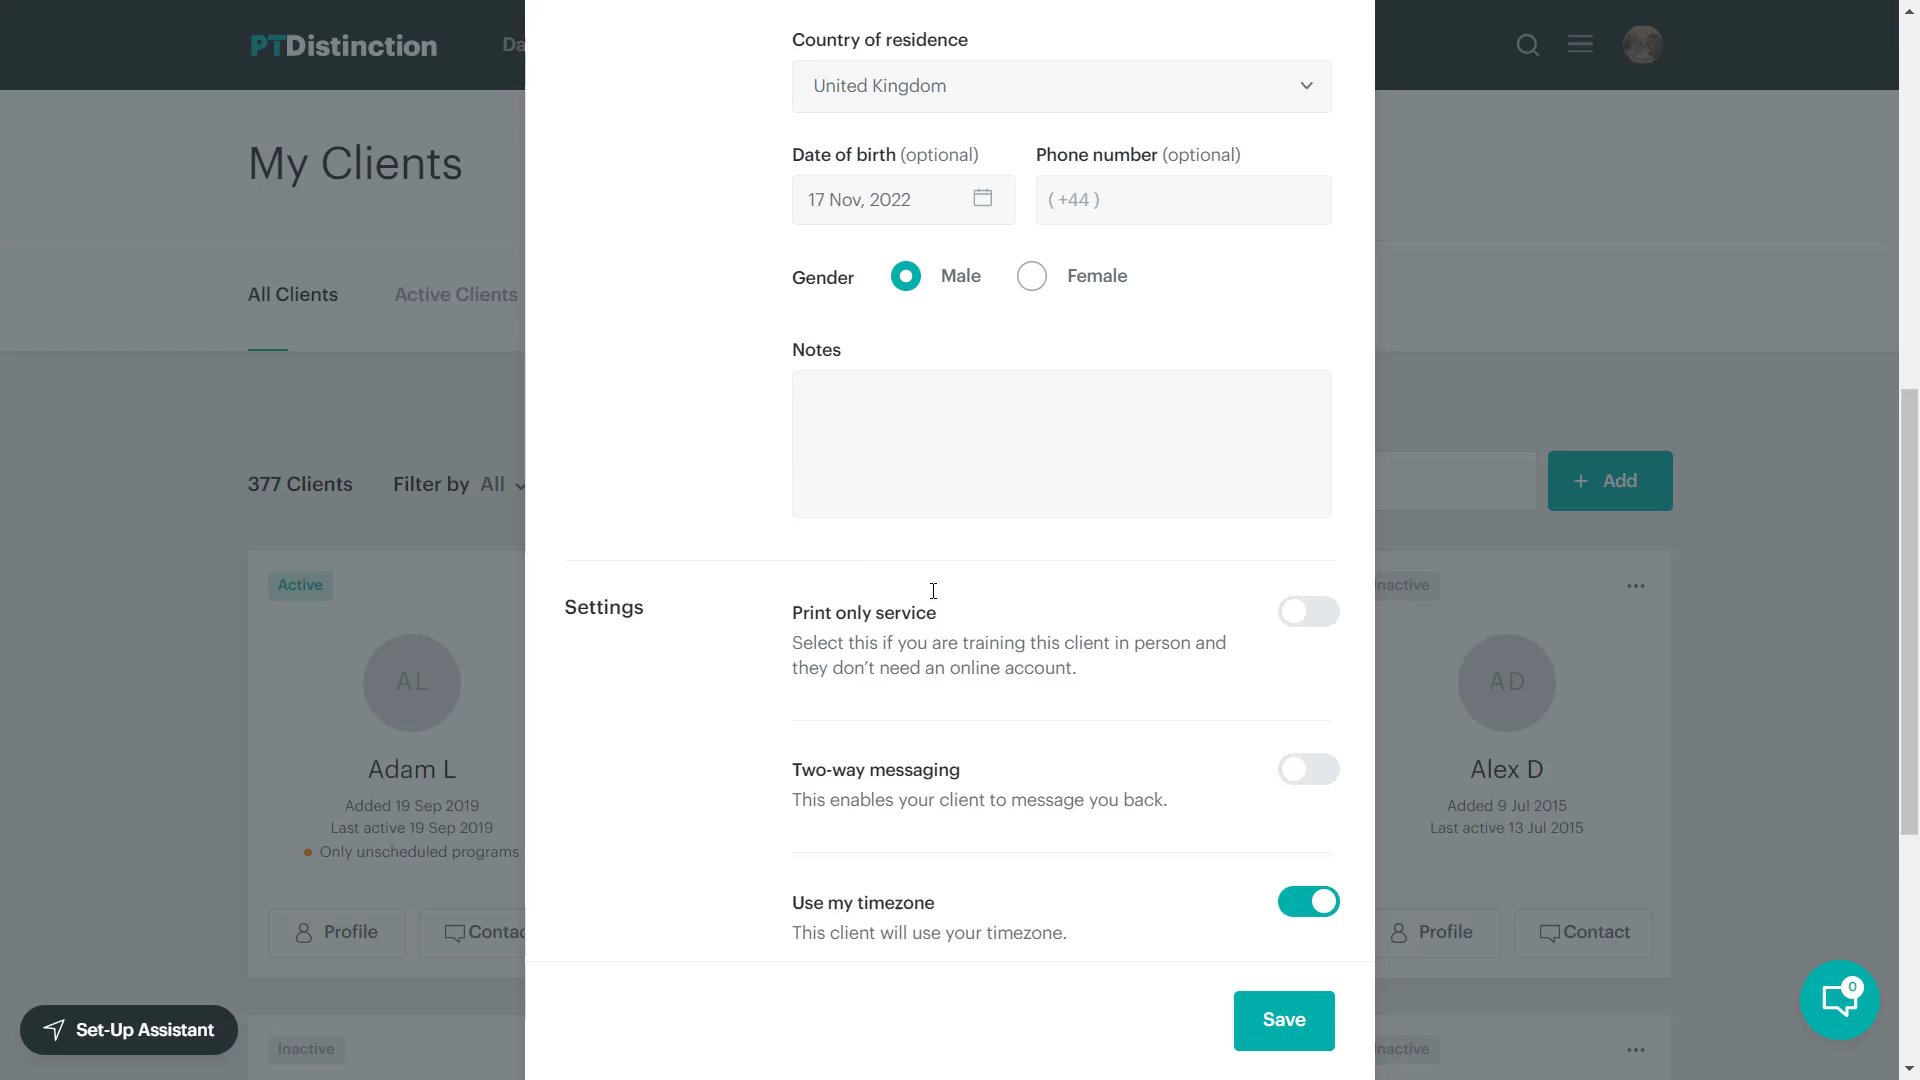 PTDistinction
Da
My Clients
All Clients
Active Clients
377 Clients
Filter by All
Add
Active
AL
Adam L
Added 19 Sep 2019
Last active 19 Sep 2019
Only unscheduled programs
Profile
Contac
Inactive
Country of residence
United Kingdom
Date of birth (optional)
Phone number (optional)
17 Nov, 2022
( +44 )
Gender
Male
Female
Notes
Settings
Print only service
Select this if you are training this client in person and
they don’t need an online account.
Two-way messaging
This enables your client to message you back.
Use my timezone
This client will use your timezone.
Save
nactive
AD
Alex D
Added 9 Jul 2015
Last active 13 Jul 2015
Profile
Contact
nactive
Set-Up Assistant
0